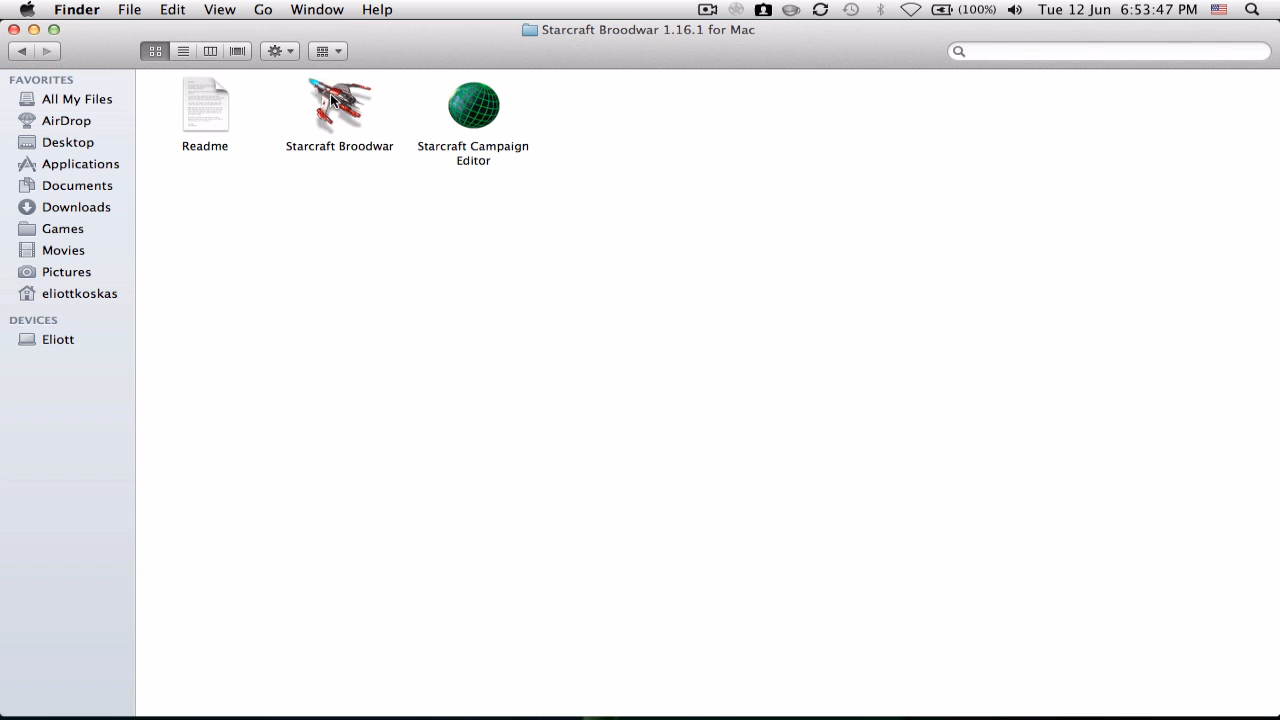 Finder File Edit View Go Window Help (100%) Tue 12 Jun 6:53:47 PM
Starcraft Broodwar 1.16.1 for Mac
FAVORITES
All My Files
AirDrop
Desktop
Applications
Documents
Downloads
Games
Movies
Pictures
eliottkoskas
DEVICES
Eliott
Readme
Starcraft Broodwar
Starcraft Campaign
Editor